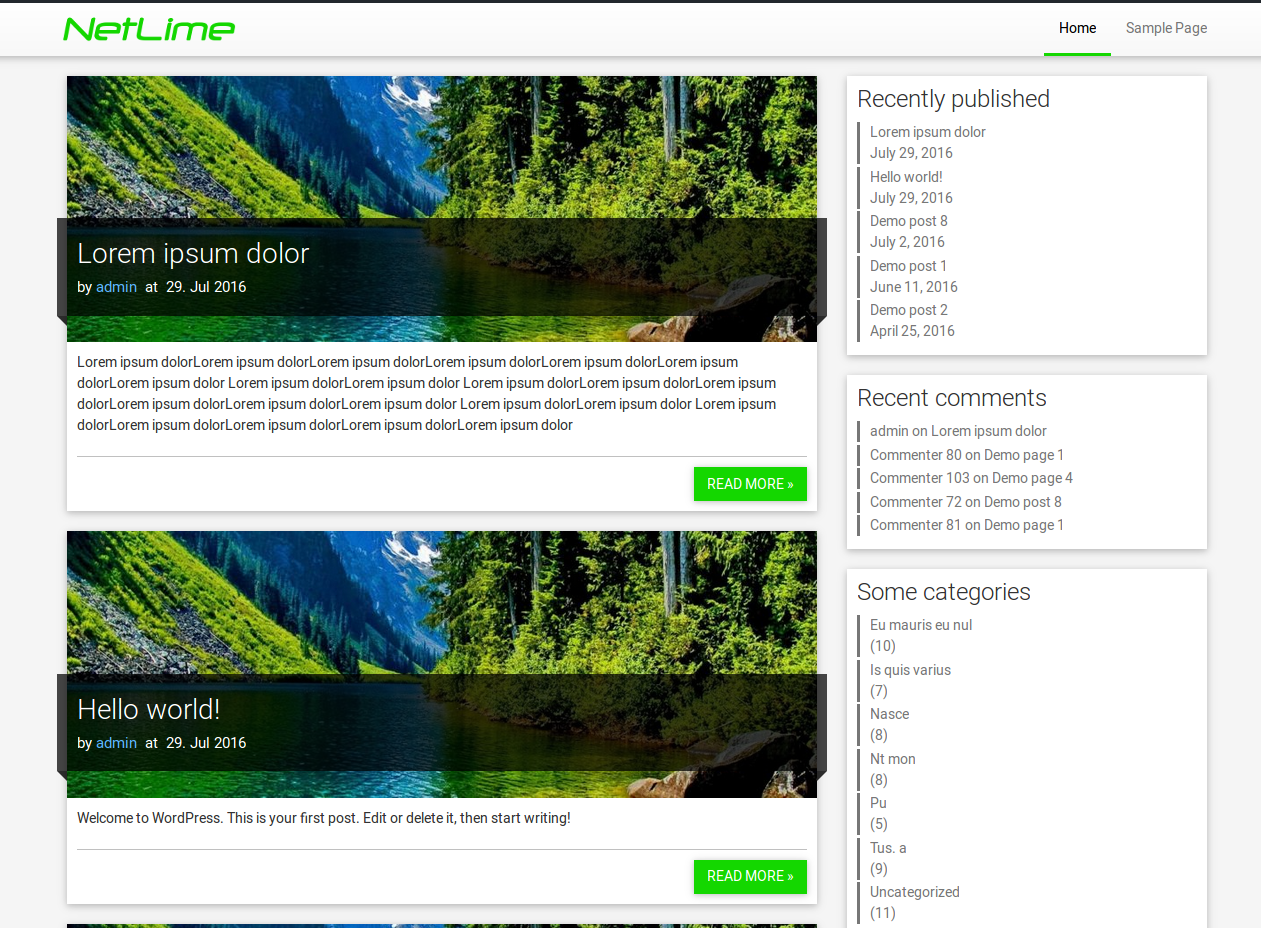 NetLime
Home
Sample Page
Lorem ipsum dolor
by admin at 29. Jul 2016
Lorem ipsum dolorLorem ipsum dolorLorem ipsum dolorLorem ipsum dolorLorem ipsum dolorLorem ipsum
dolorLorem ipsum dolor Lorem ipsum dolorLorem ipsum dolor Lorem ipsum dolorLorem ipsum dolorLorem ipsum
dolorLorem ipsum dolorLorem ipsum dolorLorem ipsum dolor Lorem ipsum dolorLorem ipsum dolor Lorem ipsum
dolorLorem ipsum dolorLorem ipsum dolorLorem ipsum dolorLorem ipsum dolor
READ MORE »
Hello world!
by admin at 29. Jul 2016
Welcome to WordPress. This is your first post. Edit or delete it, then start writing!
READ MORE »
Recently published
Lorem ipsum dolor
July 29, 2016
Hello world!
July 29, 2016
Demo post 8
July 2, 2016
Demo post 1
June 11, 2016
Demo post 2
April 25, 2016
Recent comments
admin on Lorem ipsum dolor
Commenter 80 on Demo page 1
Commenter 103 on Demo page 4
Commenter 72 on Demo post 8
Commenter 81 on Demo page 1
Some categories
Eu mauris eu nul
(10)
Is quis varius
(7)
Nasce
(8)
Nt mon
(8)
Pu
(5)
Tus. a
(9)
Uncategorized
(11)